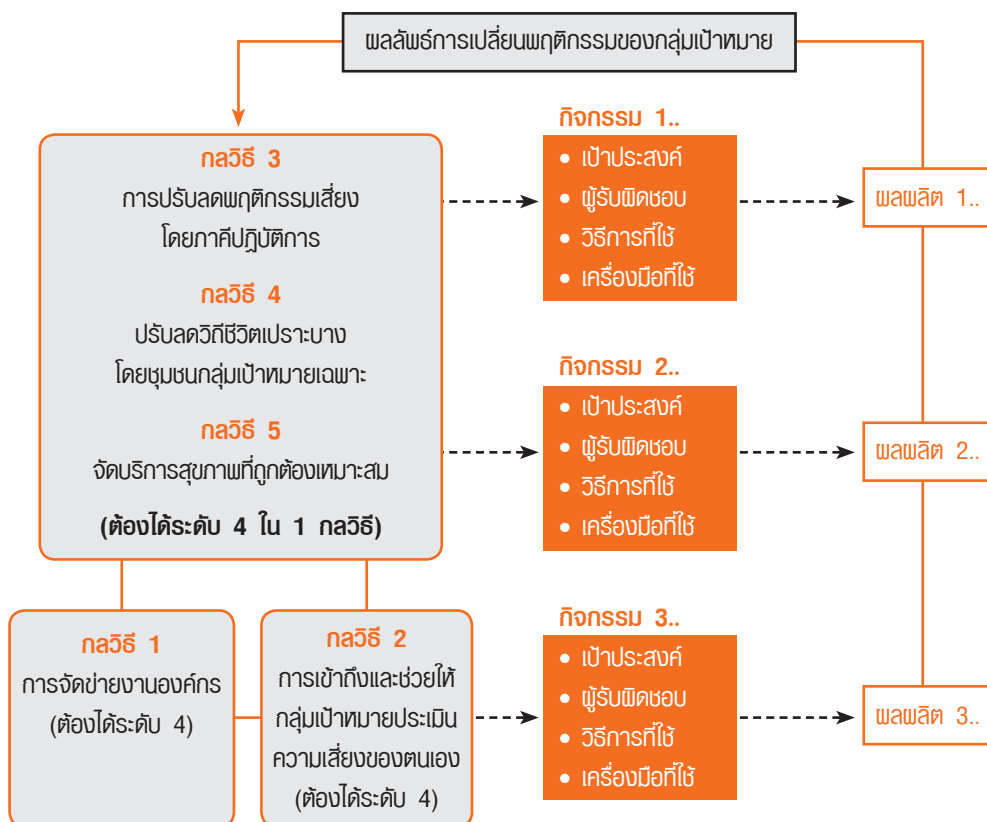 ผลลัพธ์การเปลี่ยนพฤติกรรมของกลุ่มเป้าหมาย
กลวิธี 3
การปรับลดพฤติกรรมเสี่ยง
โดยภาคีปฏิบัติการ
กลวิธี 4
ปรับลดวิถีชีวิตเปราะบาง
โดยชุมชนกลุ่มเป้าหมายเฉพาะ
กลวิธี 5
จัดบริการสุขภาพที่ถูกต้องเหมาะสม
(ต้องได้ระดับ 4 ใน 1 กลวิธี)
กิจกรรม 1..
• เป้าประสงค์
• ผู้รับผิดชอบ
• วิธีการที่ใช้
• เครื่องมือที่ใช้
ผลผลิต 1..
กิจกรรม 2..
• เป้าประสงค์
• ผู้รับผิดชอบ
• วิธีการที่ใช้
• เครื่องมือที่ใช้
ผลผลิต 2..
กลวิธี 1
การจัดข่ายงานองค์กร
(ต้องได้ระดับ 4)
กลวิธี 2
การเข้าถึงและช่วยให้
กลุ่มเป้าหมายประเมิน
ความเสี่ยงของตนเอง
(ต้องได้ระดับ 4)
กิจกรรม 3..
• เป้าประสงค์
• ผู้รับผิดชอบ
• วิธีการที่ใช้
• เครื่องมือที่ใช้
ผลผลิต 3..